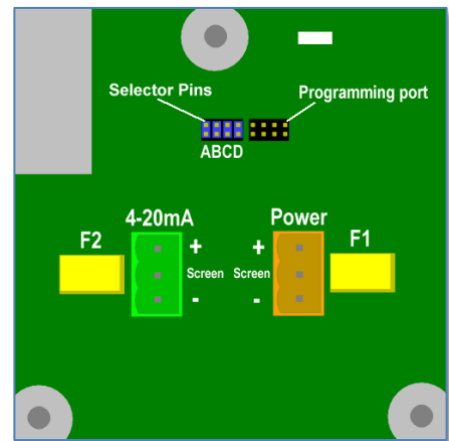 Selector Pins
Programming port
ABCD
4-20mA
Power
F2
F1
+
+
Screen
Screen
-
-